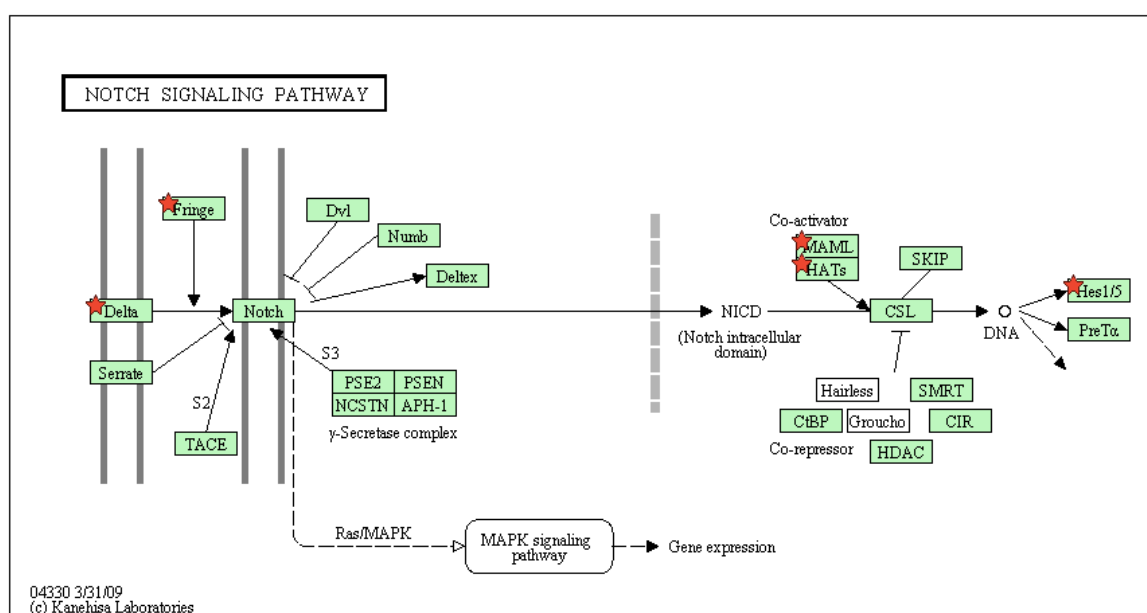 NOTCH SIGNALING PATHWAY
Fringe
Dvl
Numb
Deltex
Delta
Notch
Serrate
S2
TACE
S3
PSE2 PSEN
NCSTN APH-1
γ-Secretase complex
NICD
(Notch intracellular
domain)
Co-activator
MAML
HATs
SKIP
CSL
DNA
Hes1/5
PreTα
Hairless
SMRT
CtBP
Groucho
CIR
Co-repressor
HDAC
Ras/MAPK
MAPK signaling
pathway
Gene expression
04330 3/31/09
(c) Kanehisa Laboratories